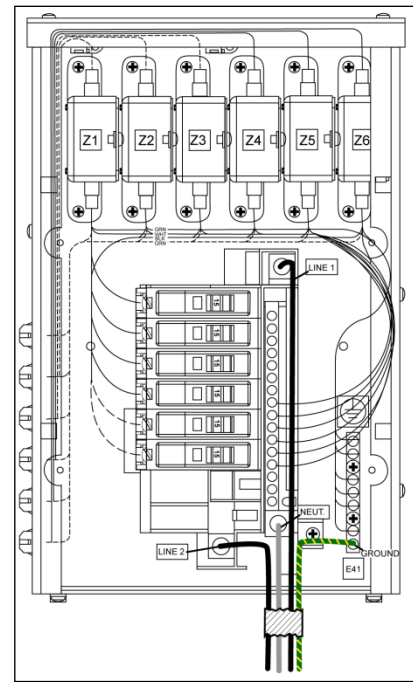 Z1 Z2 Z3 Z4 Z5 Z6
GRN
WHT
BLK
GRN
LINE 1
15
15
15
15
15
15
NEUT.
LINE 2
GROUND
E41